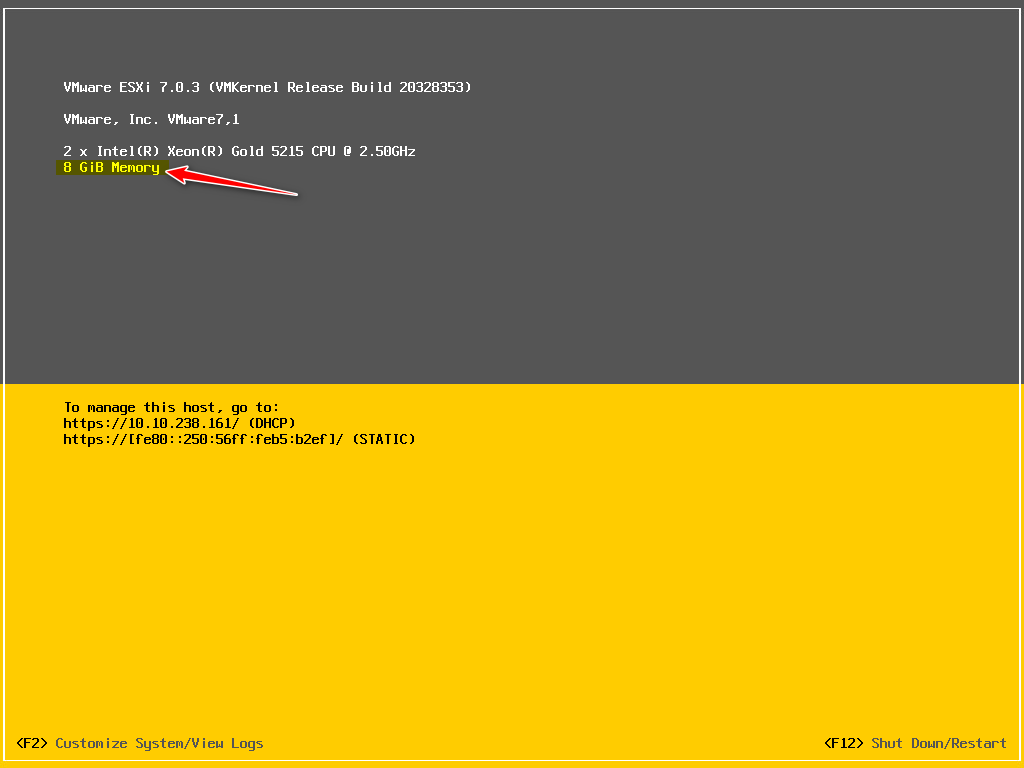 VMware ESXi 7.0.3 (VMKernel Release Build 20328353)
VMware, Inc. VMware7,1
2 x Intel(R) Xeon(R) Gold 5215 CPU @ 2.50GHz
8 GiB Memory
To manage this host, go to:
https://10.10.238.161/ (DHCP)
https://[fe80::250:56ff:feb5:b2ef]/ (STATIC)
<F2> Customize System/View Logs
<F12> Shut Down/Restart